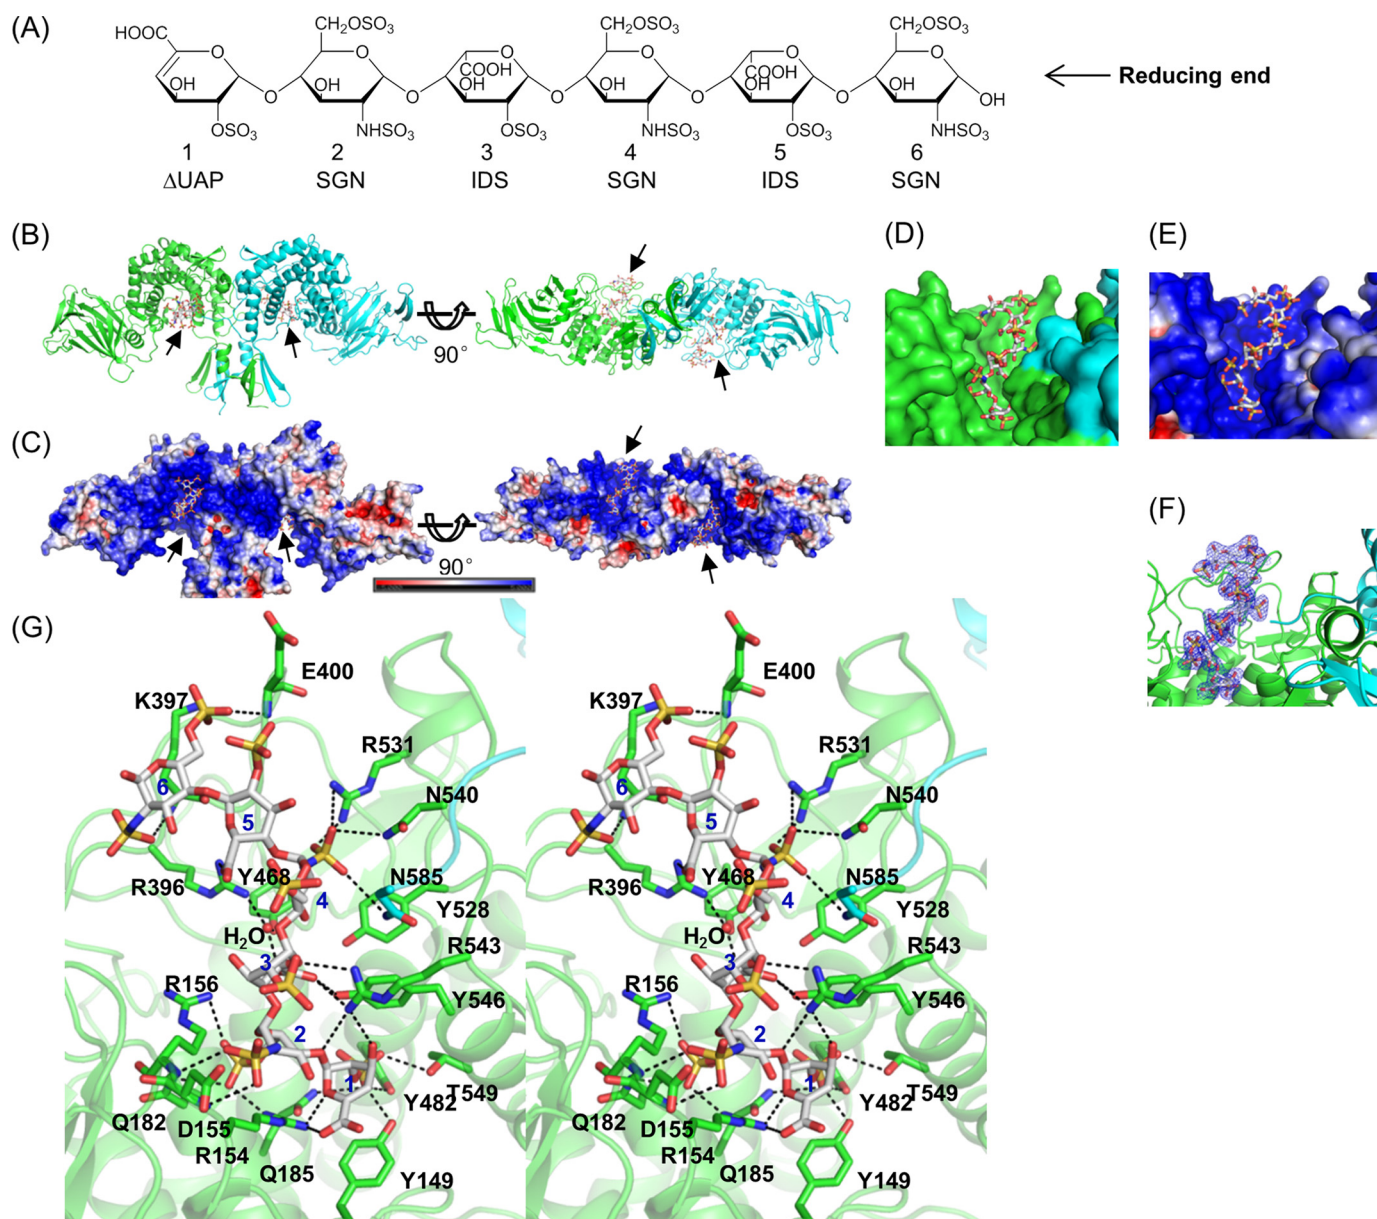 (A)
CH₂OSO₃ CH₂OSO₃ CH₂OSO₃
HOOC
O O O O O O
COOH COOH
OH OH OH OH OH OH
O O O O O
OH
OSO₃ NHSO₃ OSO₃ NHSO₃ OSO₃ NHSO₃
1 2 3 4 5 6
ΔUAP SGN IDS SGN IDS SGN
Reducing end
(B)
90°
(C)
90°
(D)
(E)
(F)
(G)
E400 E400
K397 K397
R531 R531
6 6
N540 N540
5 5
R396 Y468 N585 R396 Y468 N585
4 4
Y528 Y528
H₂O H₂O
R543 R543
3 3
R156 R156
Y546 Y546
2 2
1 1
T549 T549
Y482 Y482
Q182 Q182
D155 D155
R154 R154
Q185 Q185
Y149 Y149